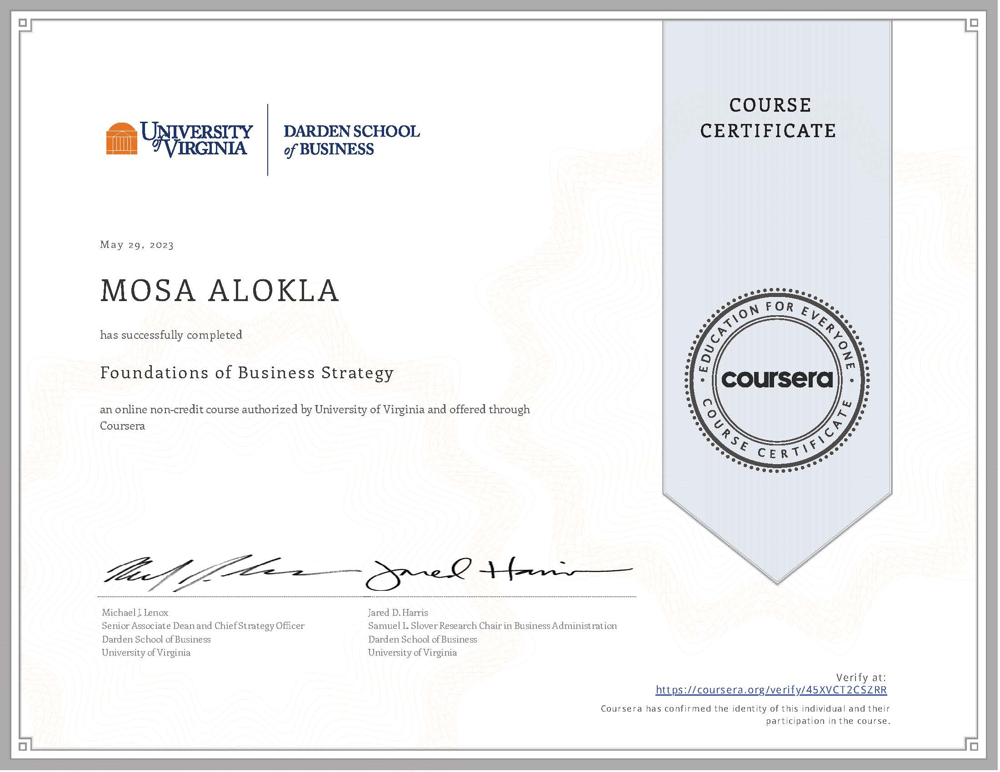 UNIVERSITY
of VIRGINIA
DARDEN SCHOOL
of BUSINESS
COURSE
CERTIFICATE
May 29, 2023
MOSA ALOKLA
has successfully completed
Foundations of Business Strategy
an online non-credit course authorized by University of Virginia and offered through
Coursera
EDUCATION FOR EVERYONE
coursera
COURSE CERTIFICATE
Jared Harris
Michael J. Lenox
Senior Associate Dean and Chief Strategy Officer
Darden School of Business
University of Virginia
Jared D. Harris
Samuel L. Slover Research Chair in Business Administration
Darden School of Business
University of Virginia
Verify at:
https://coursera.org/verify/45XVCT2CSZRR
Coursera has confirmed the identity of this individual and their
participation in the course.